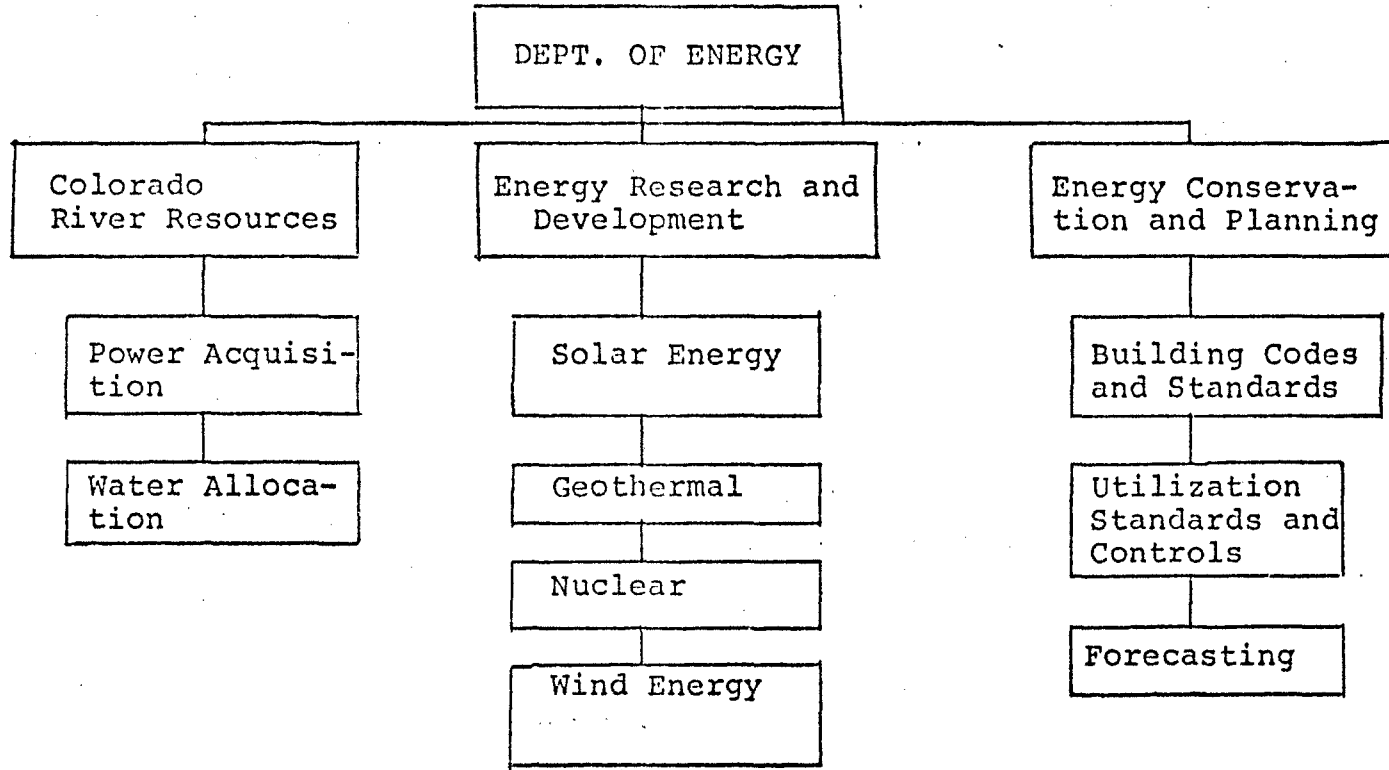 DEPT. OF ENERGY
Colorado
River Resources
Energy Research and
Development
Energy Conserva-
tion and Planning
Power Acquisi-
tion
Water Alloca-
tion
Solar Energy
Geothermal
Nuclear
Wind Energy
Building Codes
and Standards
Utilization
Standards and
Controls
Forecasting